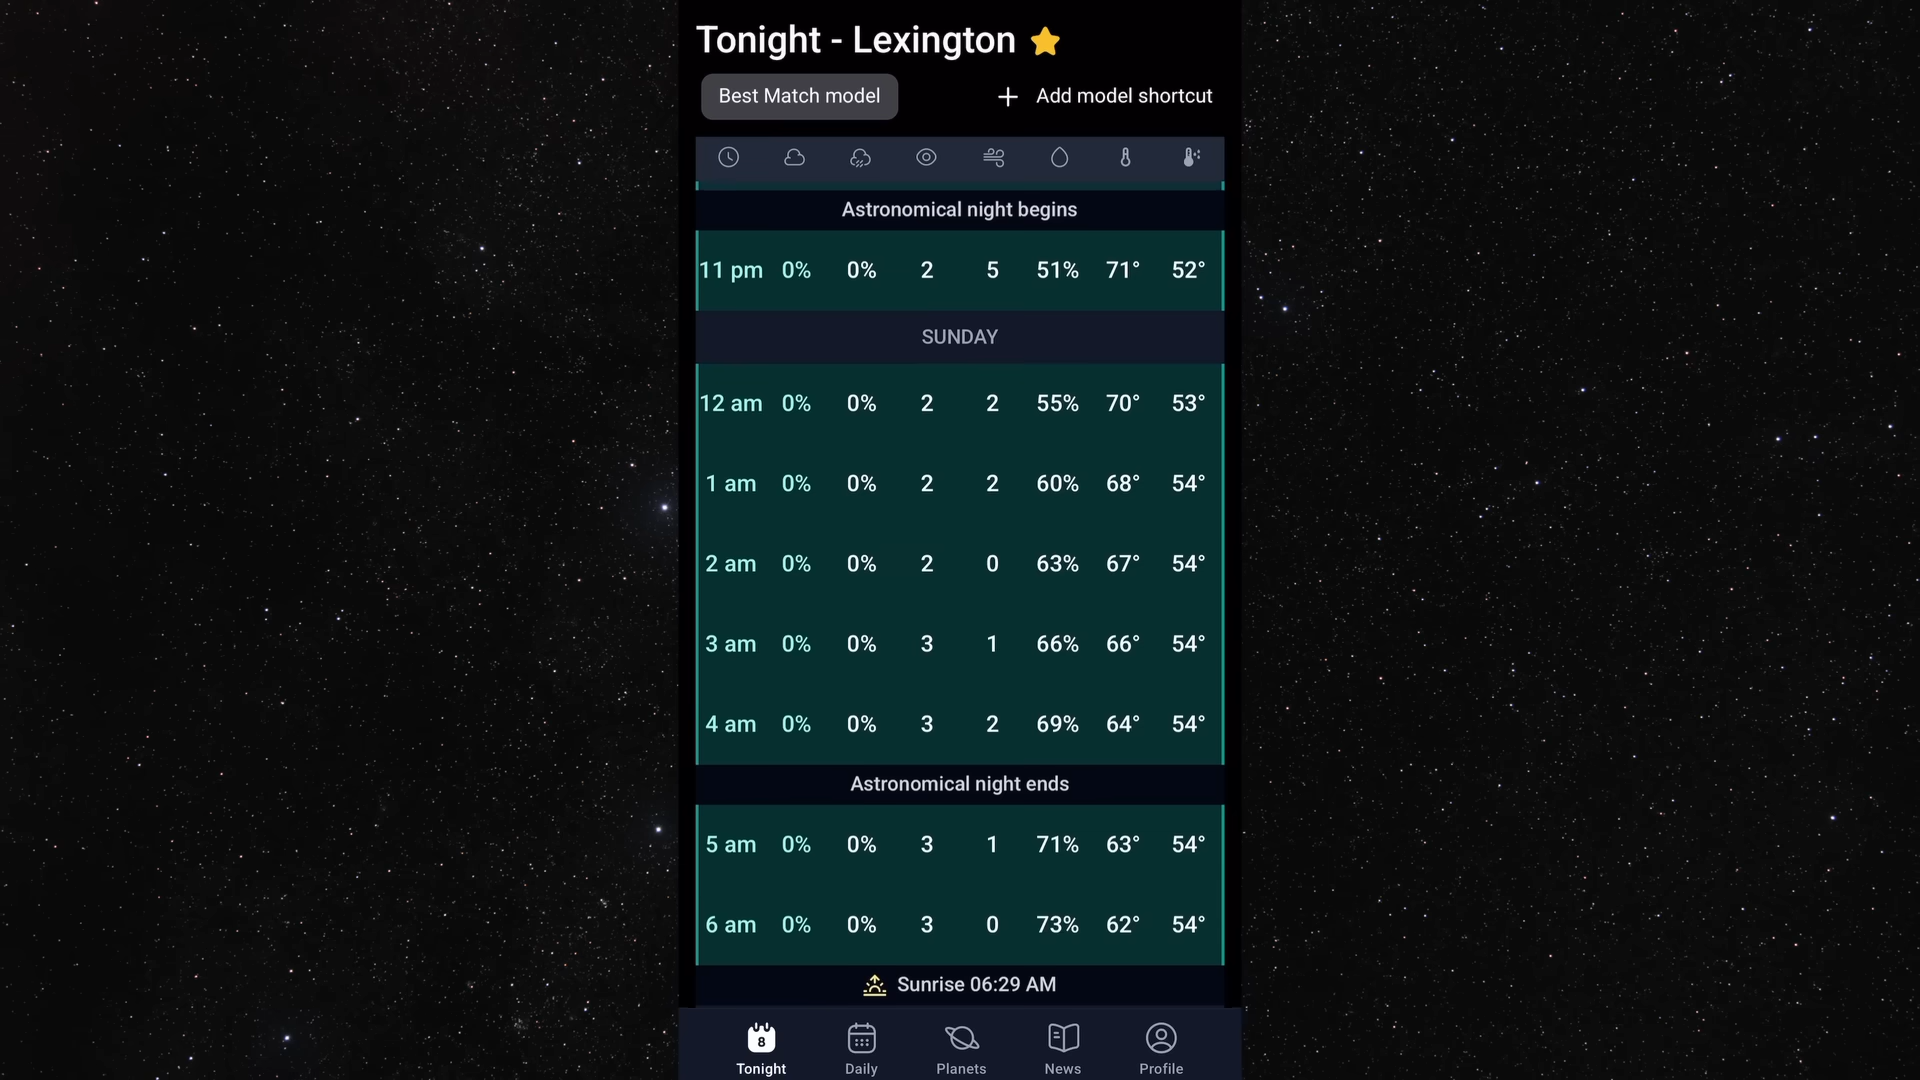 Tonight - Lexington
Best Match model
Add model shortcut
Astronomical night begins
11 pm 0% 0% 2 5 51% 71° 52°
SUNDAY
12 am 0% 0% 2 2 55% 70° 53°
1 am 0% 0% 2 2 60% 68° 54°
2 am 0% 0% 2 0 63% 67° 54°
3 am 0% 0% 3 1 66% 66° 54°
4 am 0% 0% 3 2 69% 64° 54°
Astronomical night ends
5 am 0% 0% 3 1 71% 63° 54°
6 am 0% 0% 3 0 73% 62° 54°
Sunrise 06:29 AM
8
Tonight Daily Planets News Profile